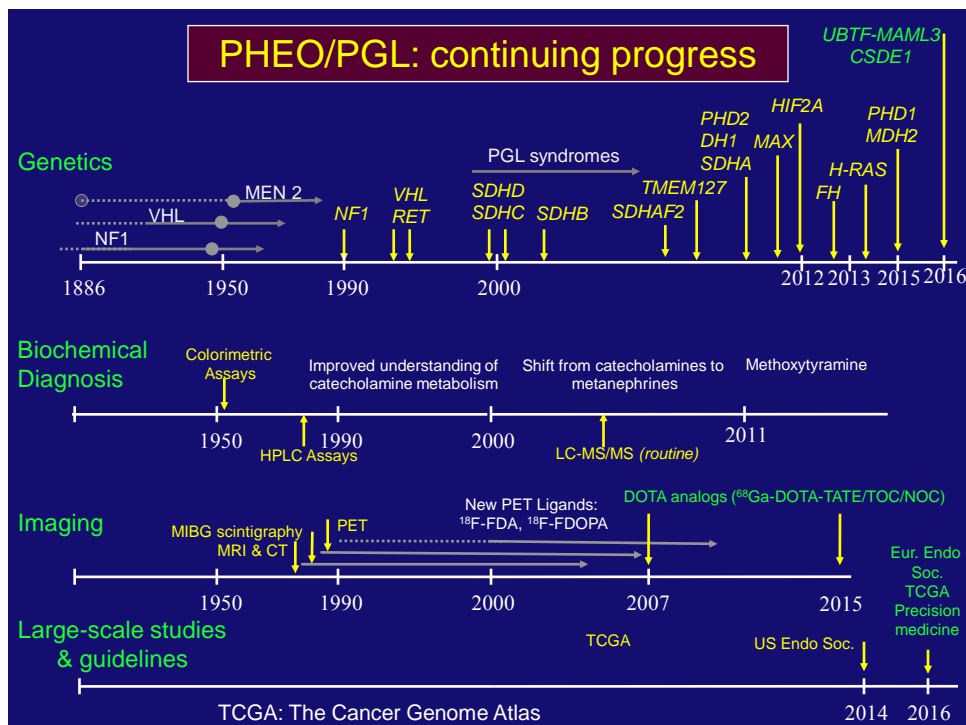 PHEO/PGL: continuing progress
UBTF-MAML3
CSDE1
Genetics
MEN 2
VHL
NF1
NF1
VHL
RET
PGL syndromes
SDHD
SDHC
SDHB
SDHAF2
TMEM127
PHD2
DH1
SDHA
MAX
HIF2A
FH
H-RAS
PHD1
MDH2
1886
1950
1990
2000
2012
2013
2015
2016
Biochemical
Diagnosis
Colorimetric
Assays
Improved understanding of
catecholamine metabolism
Shift from catecholamines to
metanephrines
Methoxytyramine
1950
1990
2000
2011
HPLC Assays
LC-MS/MS (routine)
Imaging
MIBG scintigraphy
MRI & CT
PET
New PET Ligands:
¹⁸F-FDA, ¹⁸F-FDOPA
DOTA analogs (⁶⁸Ga-DOTA-TATE/TOC/NOC)
1950
1990
2000
2007
2015
Large-scale studies
& guidelines
TCGA
US Endo Soc.
Eur. Endo
Soc.
TCGA
Precision
medicine
2014
2016
TCGA: The Cancer Genome Atlas